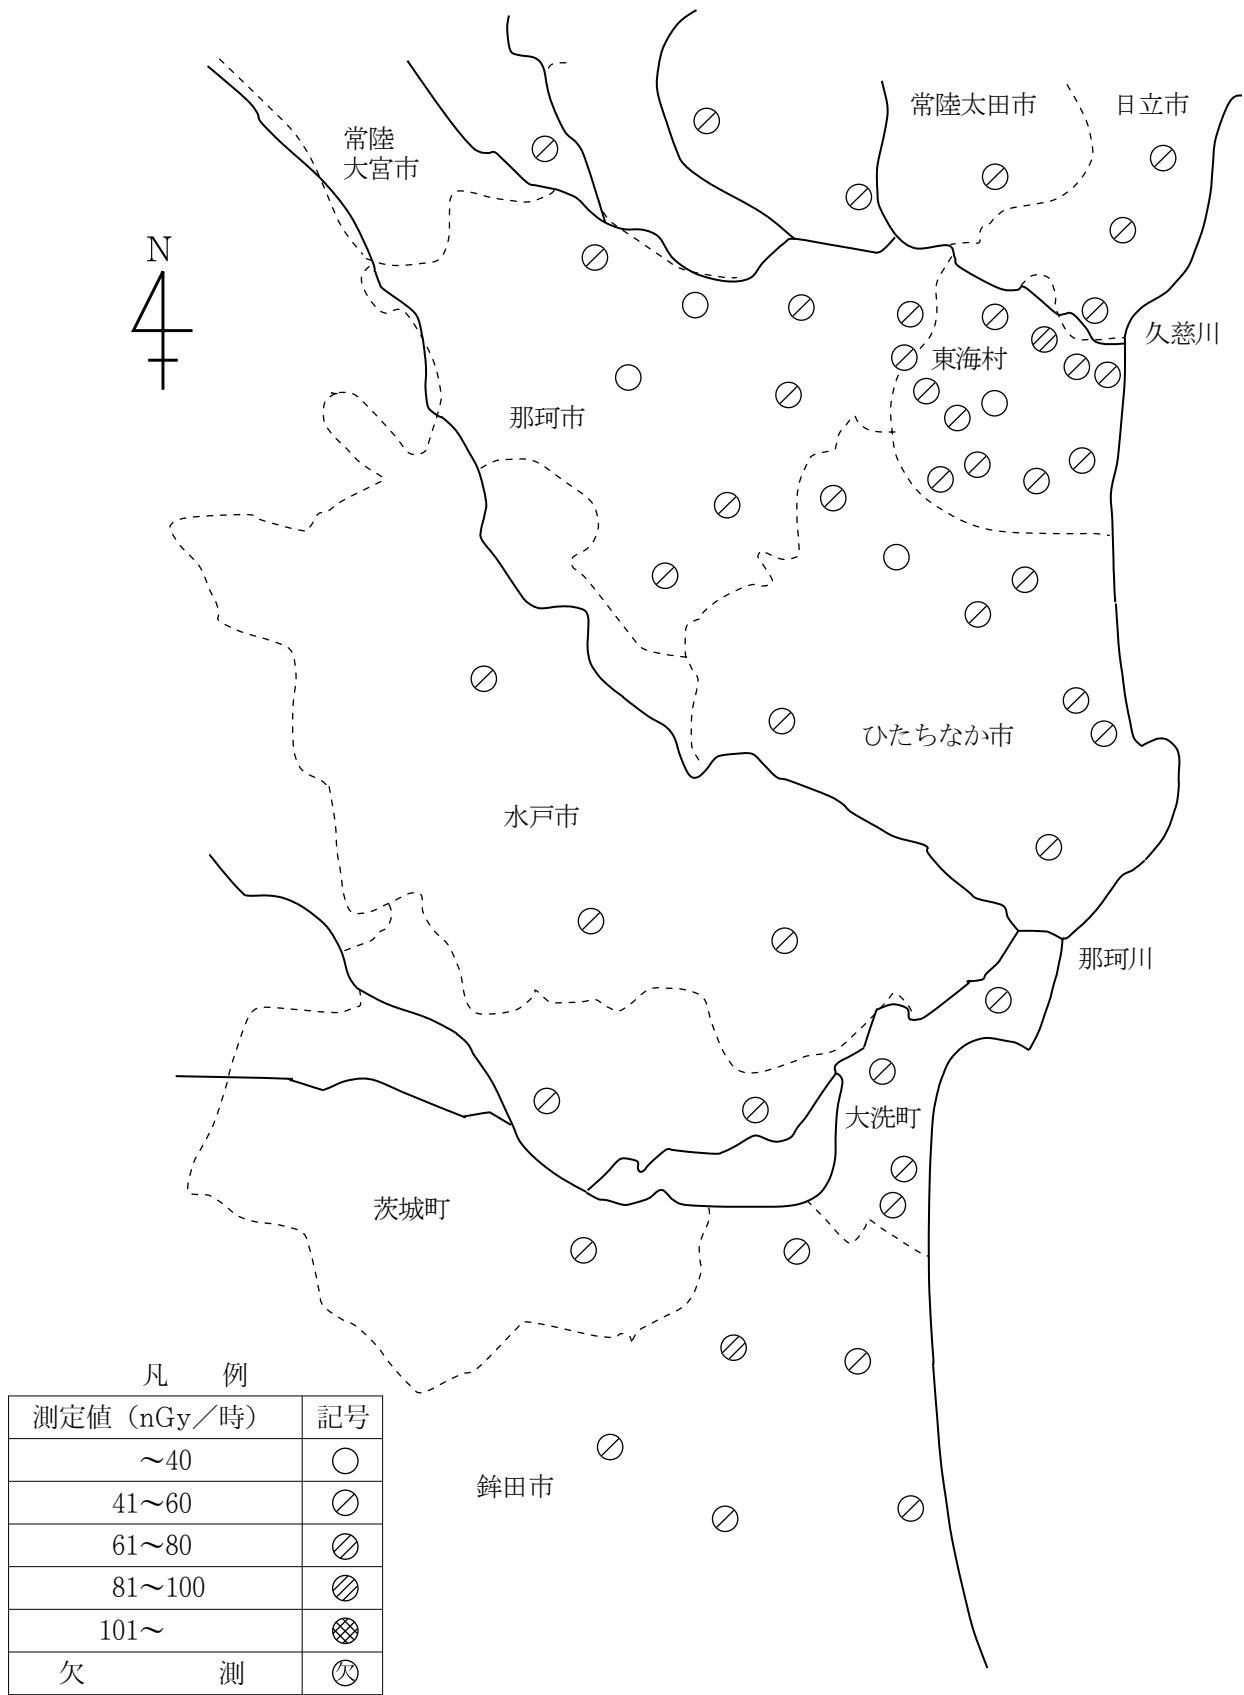 常陸太田市
日立市
常陸
大宮市
N
久慈川
東海村
那珂市
ひたちなか市
水戸市
那珂川
大洗町
茨城町
鉾田市
凡 例
測定値（nGy／時） 記号
～40
41～60
61～80
81～100
101～
欠 測 欠